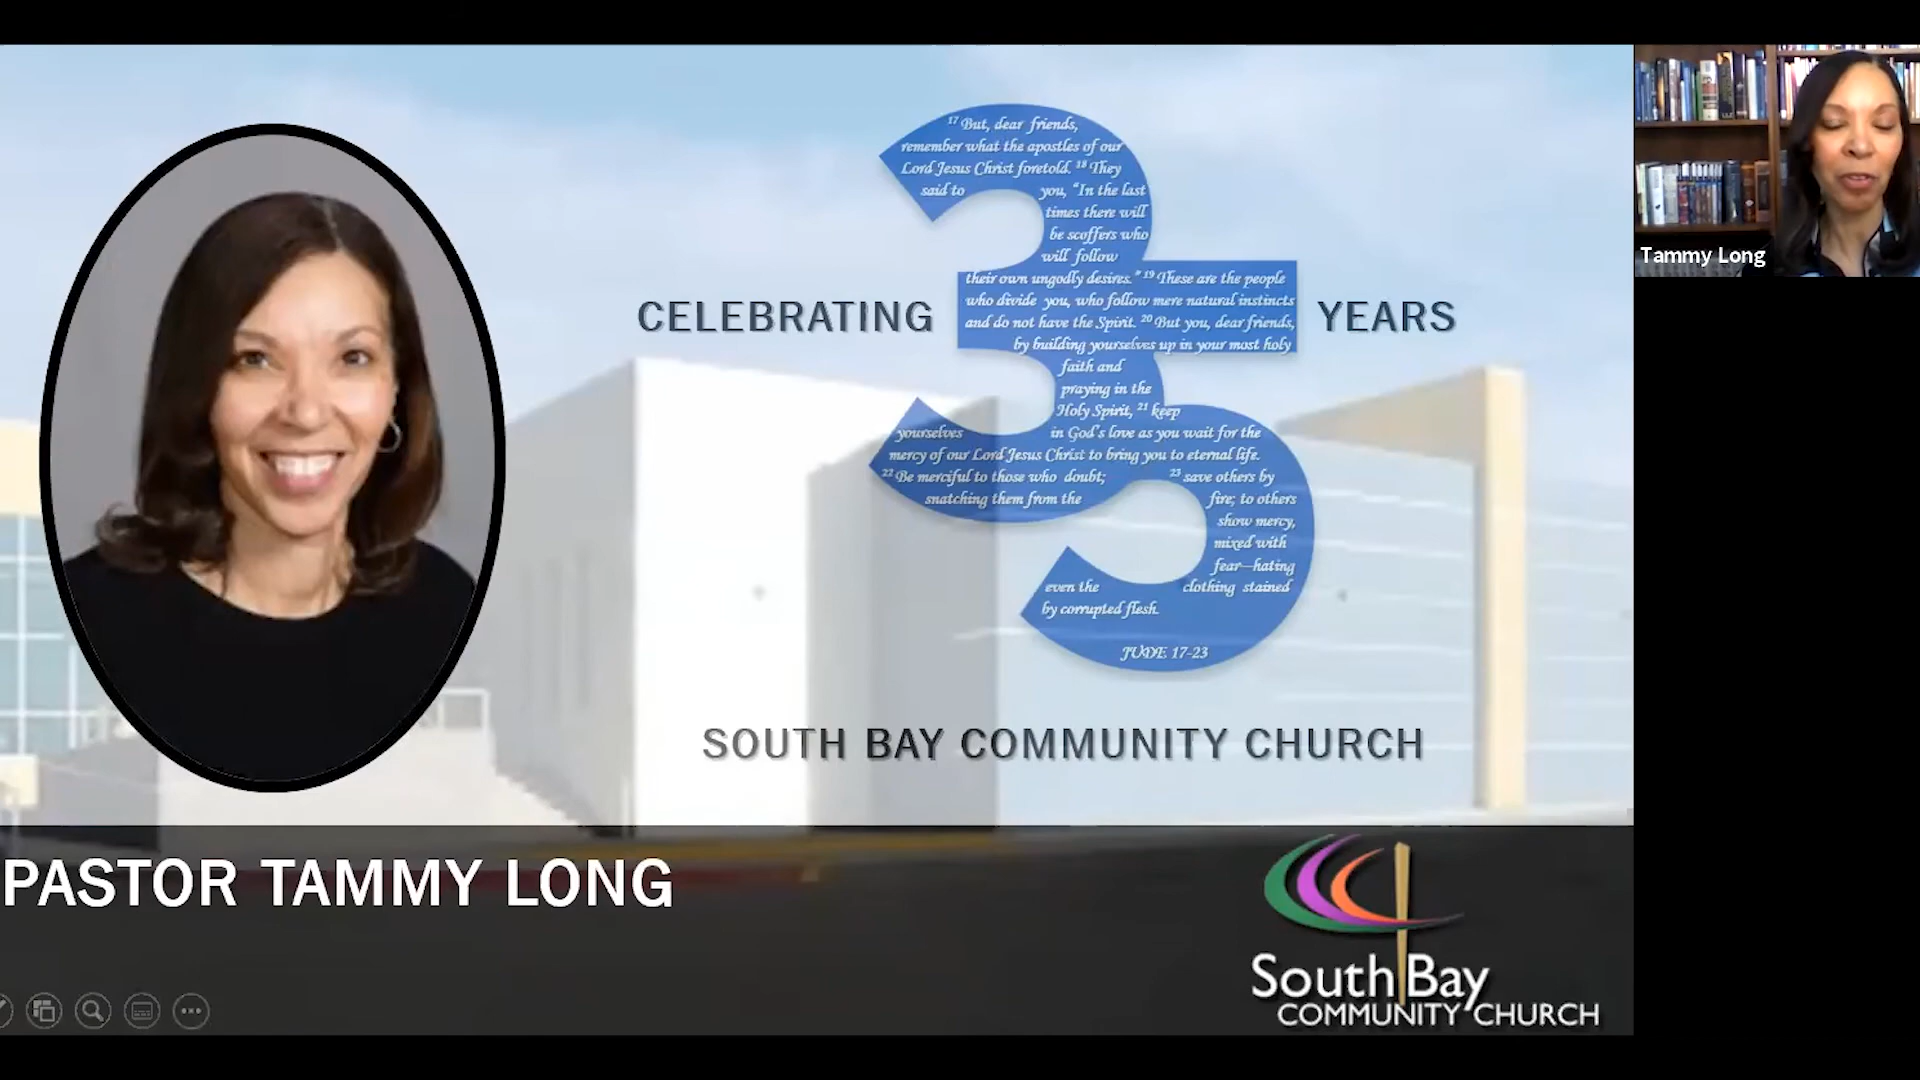 17 But, dear friends,
remember what the apostles of our
Lord Jesus Christ foretold. 18 They
said to you, “In the last
times there will
be scoffers who
will follow
their own ungodly desires.” 19 These are the people
who divide you, who follow mere natural instincts
and do not have the Spirit. 20 But you, dear friends,
by building yourselves up in your most holy
faith and
praying in the
Holy Spirit, 21 keep
yourselves in God’s love as you wait for the
mercy of our Lord Jesus Christ to bring you to eternal life.
22 Be merciful to those who doubt; 23 save others by
snatching them from the fire; to others
show mercy,
mixed with
fear—hating
even the clothing stained
by corrupted flesh.
JUDE 17-23
CELEBRATING YEARS
SOUTH BAY COMMUNITY CHURCH
PASTOR TAMMY LONG
South Bay
COMMUNITY CHURCH
Tammy Long